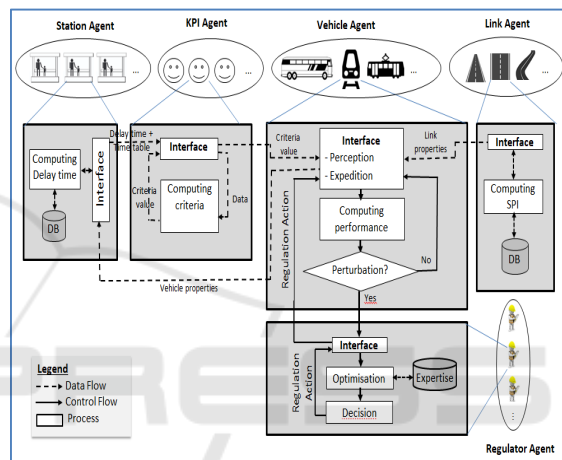 Station Agent
KPI Agent
Vehicle Agent
Link Agent
...
...
...
...
Computing
Delay time
DB
Interface
Delay time +
Time table
Interface
Criteria
value
Computing
criteria
Data
Criteria
value
Interface
- Perception
- Expedition
Link
properties
Interface
Computing
SPI
DB
Computing
performance
Regulation Action
Perturbation?
No
Yes
Vehicle properties
Interface
Optimisation
Expertise
Decision
Regulation
Action
...
Regulator Agent
Legend
Data Flow
Control Flow
Process
PRESS